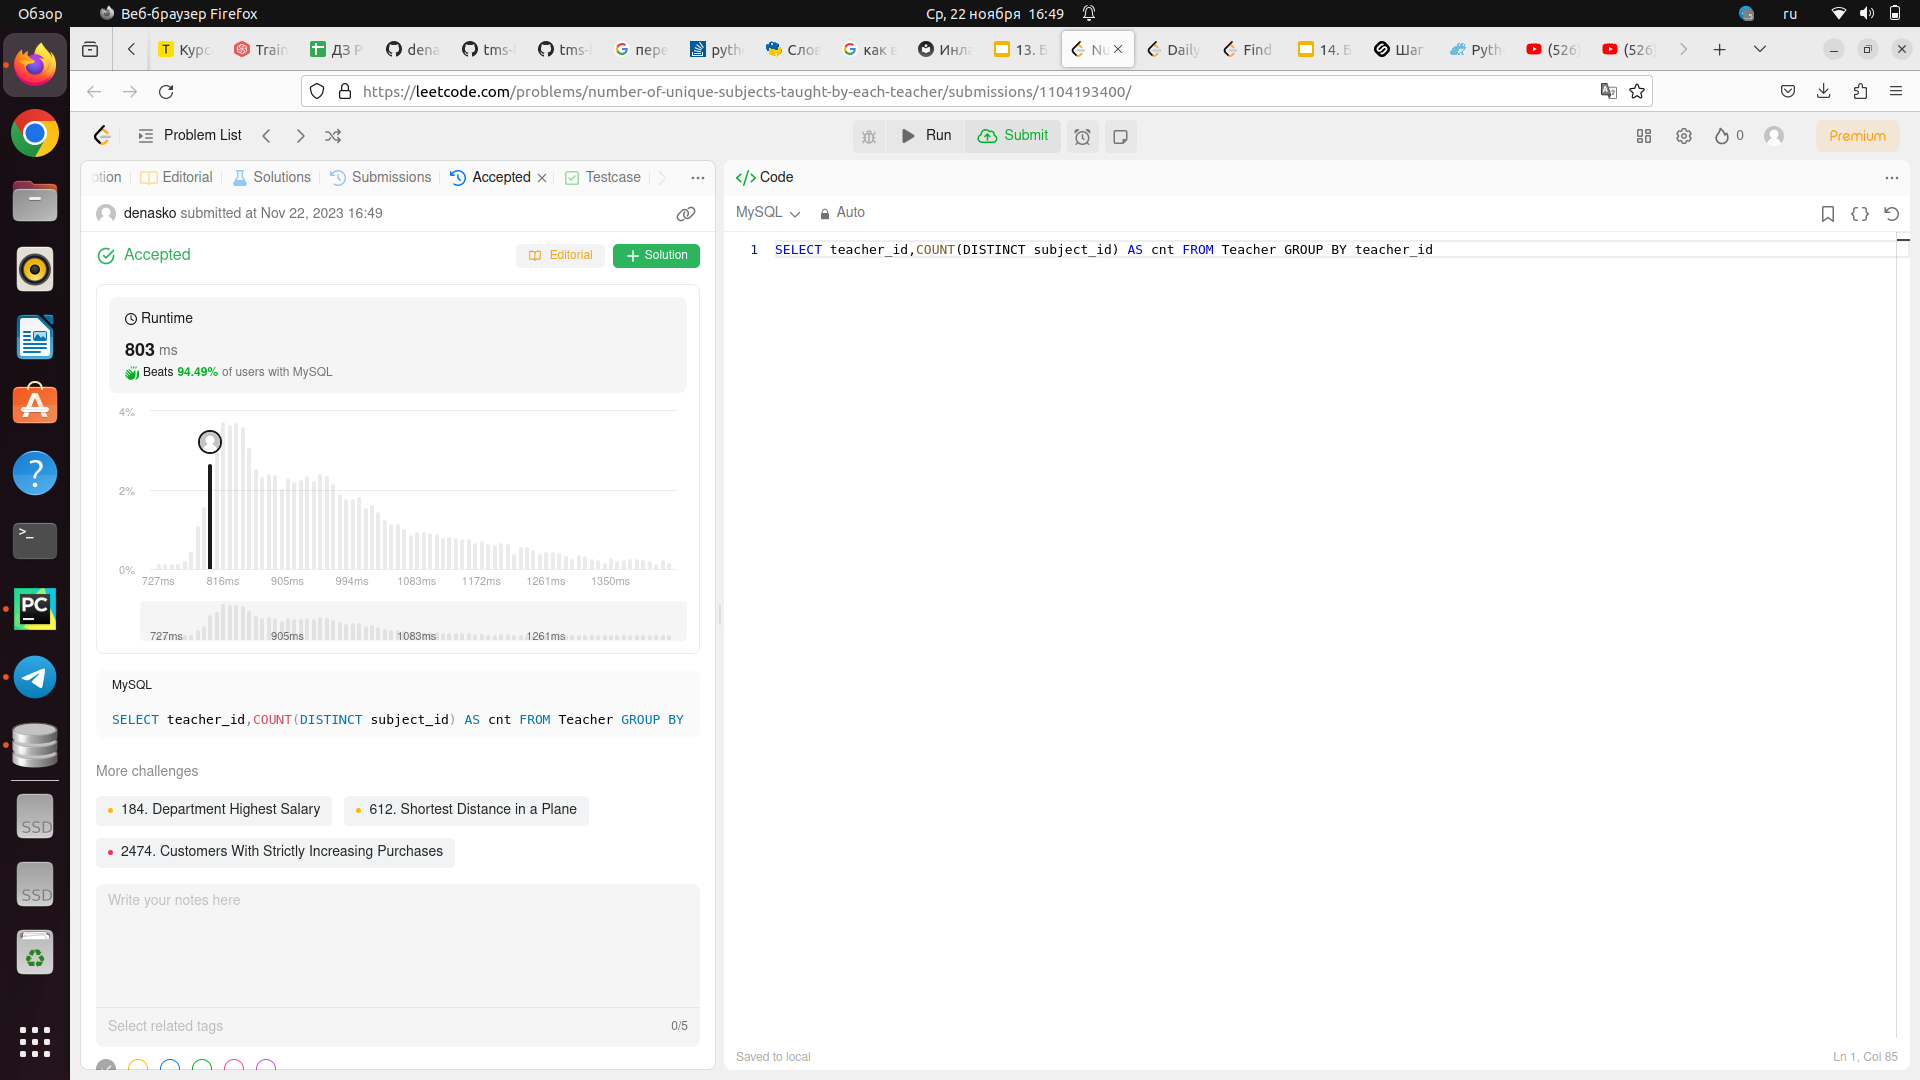 Обзор
Веб-браузер Firefox
Ср, 22 ноября 16:49
ru
Курс
Train
ДЗ Р
dena
tms-
tms-
пере
pyth
Слов
как в
Инла
13. Б
Nu
Daily
Find
14. Б
Шаг
Pyth
(526)
(526)
https://leetcode.com/problems/number-of-unique-subjects-taught-by-each-teacher/submissions/1104193400/
Problem List
Run
Submit
0
Premium
ption
Editorial
Solutions
Submissions
Accepted
Testcase
</> Code
denasko submitted at Nov 22, 2023 16:49
MySQL
Auto
Accepted
Editorial
Solution
1 SELECT teacher_id,COUNT(DISTINCT subject_id) AS cnt FROM Teacher GROUP BY teacher_id
Runtime
803 ms
Beats 94.49% of users with MySQL
4%
2%
0%
727ms 816ms 905ms 994ms 1083ms 1172ms 1261ms 1350ms
727ms 905ms 1083ms 1261ms
MySQL
SELECT teacher_id,COUNT(DISTINCT subject_id) AS cnt FROM Teacher GROUP BY
More challenges
184. Department Highest Salary
612. Shortest Distance in a Plane
2474. Customers With Strictly Increasing Purchases
Write your notes here
Select related tags
0/5
Saved to local
Ln 1, Col 85
PC
SSD
SSD